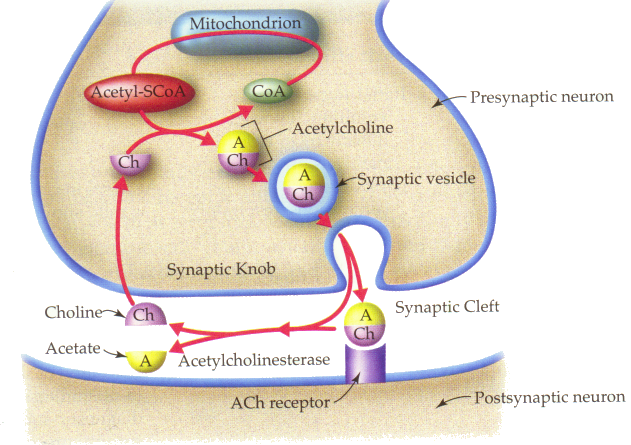 Mitochondrion
Acetyl-SCoA
CoA
Presynaptic neuron
Acetylcholine
A
Ch
Ch
A
Ch
Synaptic vesicle
Synaptic Knob
Choline
Ch
A
Ch
Synaptic Cleft
Acetate
A
Acetylcholinesterase
ACh receptor
Postsynaptic neuron